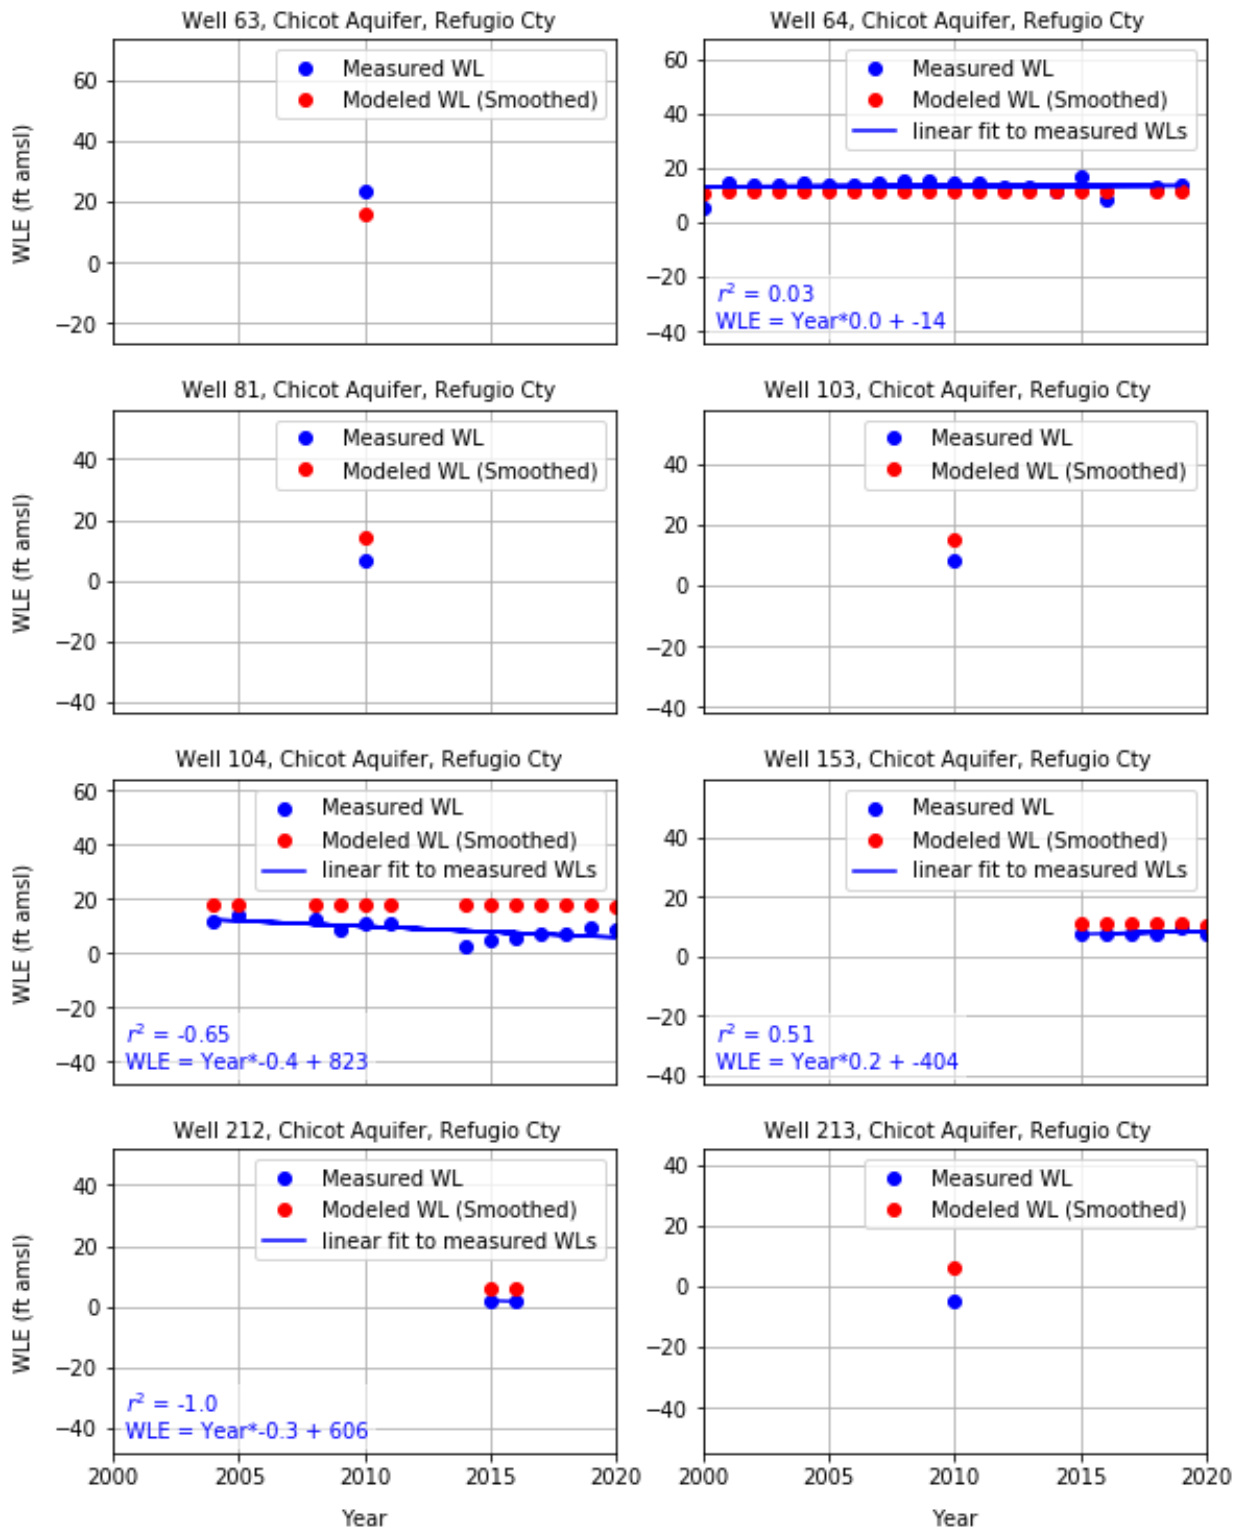 Well 63, Chicot Aquifer, Refugio Cty
WLE (ft amsl)
60
40
20
0
−20
Measured WL
Modeled WL (Smoothed)
Well 64, Chicot Aquifer, Refugio Cty
60
40
20
0
−20
−40
Measured WL
Modeled WL (Smoothed)
linear fit to measured WLs
r² = 0.03
WLE = Year*0.0 + -14
Well 81, Chicot Aquifer, Refugio Cty
WLE (ft amsl)
40
20
0
−20
−40
Measured WL
Modeled WL (Smoothed)
Well 103, Chicot Aquifer, Refugio Cty
40
20
0
−20
−40
Measured WL
Modeled WL (Smoothed)
Well 104, Chicot Aquifer, Refugio Cty
WLE (ft amsl)
60
40
20
0
−20
−40
Measured WL
Modeled WL (Smoothed)
linear fit to measured WLs
r² = -0.65
WLE = Year*-0.4 + 823
Well 153, Chicot Aquifer, Refugio Cty
40
20
0
−20
−40
Measured WL
Modeled WL (Smoothed)
linear fit to measured WLs
r² = 0.51
WLE = Year*0.2 + -404
Well 212, Chicot Aquifer, Refugio Cty
WLE (ft amsl)
40
20
0
−20
−40
Measured WL
Modeled WL (Smoothed)
linear fit to measured WLs
r² = -1.0
WLE = Year*-0.3 + 606
2000 2005 2010 2015 2020
Year
Well 213, Chicot Aquifer, Refugio Cty
40
20
0
−20
−40
Measured WL
Modeled WL (Smoothed)
2000 2005 2010 2015 2020
Year